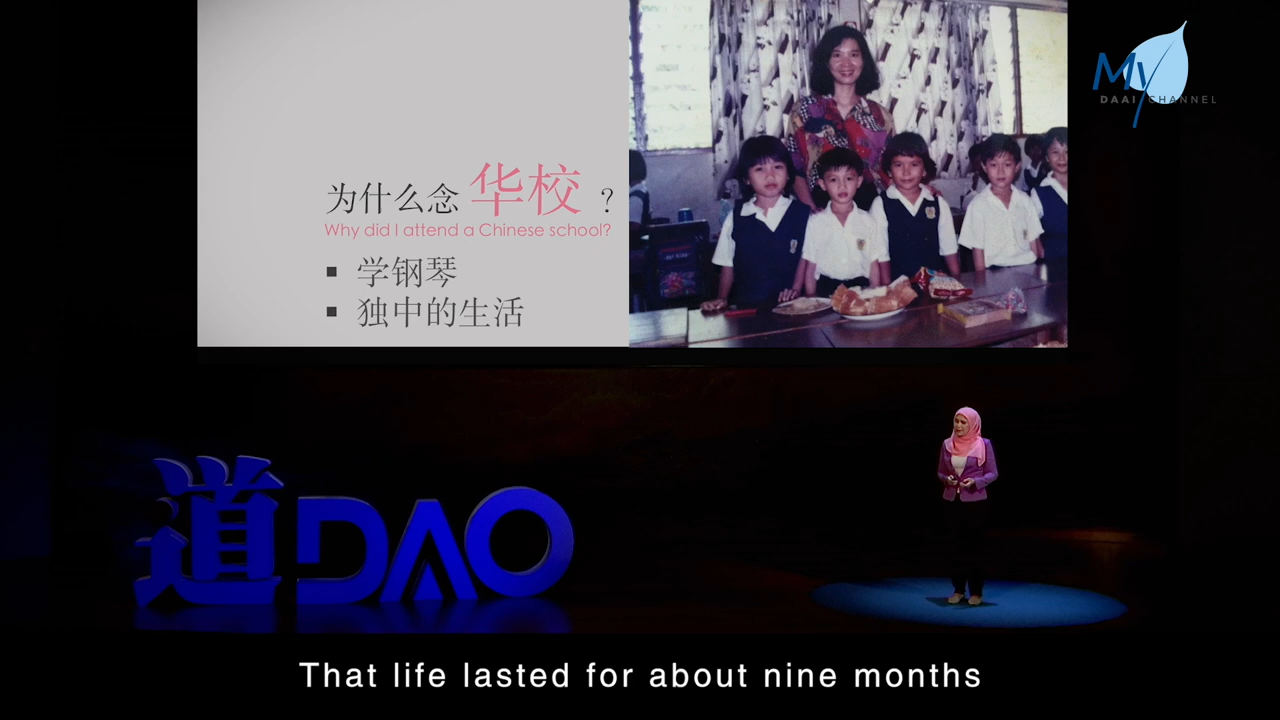 My
DAAI CHANNEL
为什么念 华校 ?
Why did I attend a Chinese school?
▪ 学钢琴
▪ 独中的生活
道DAO
That life lasted for about nine months